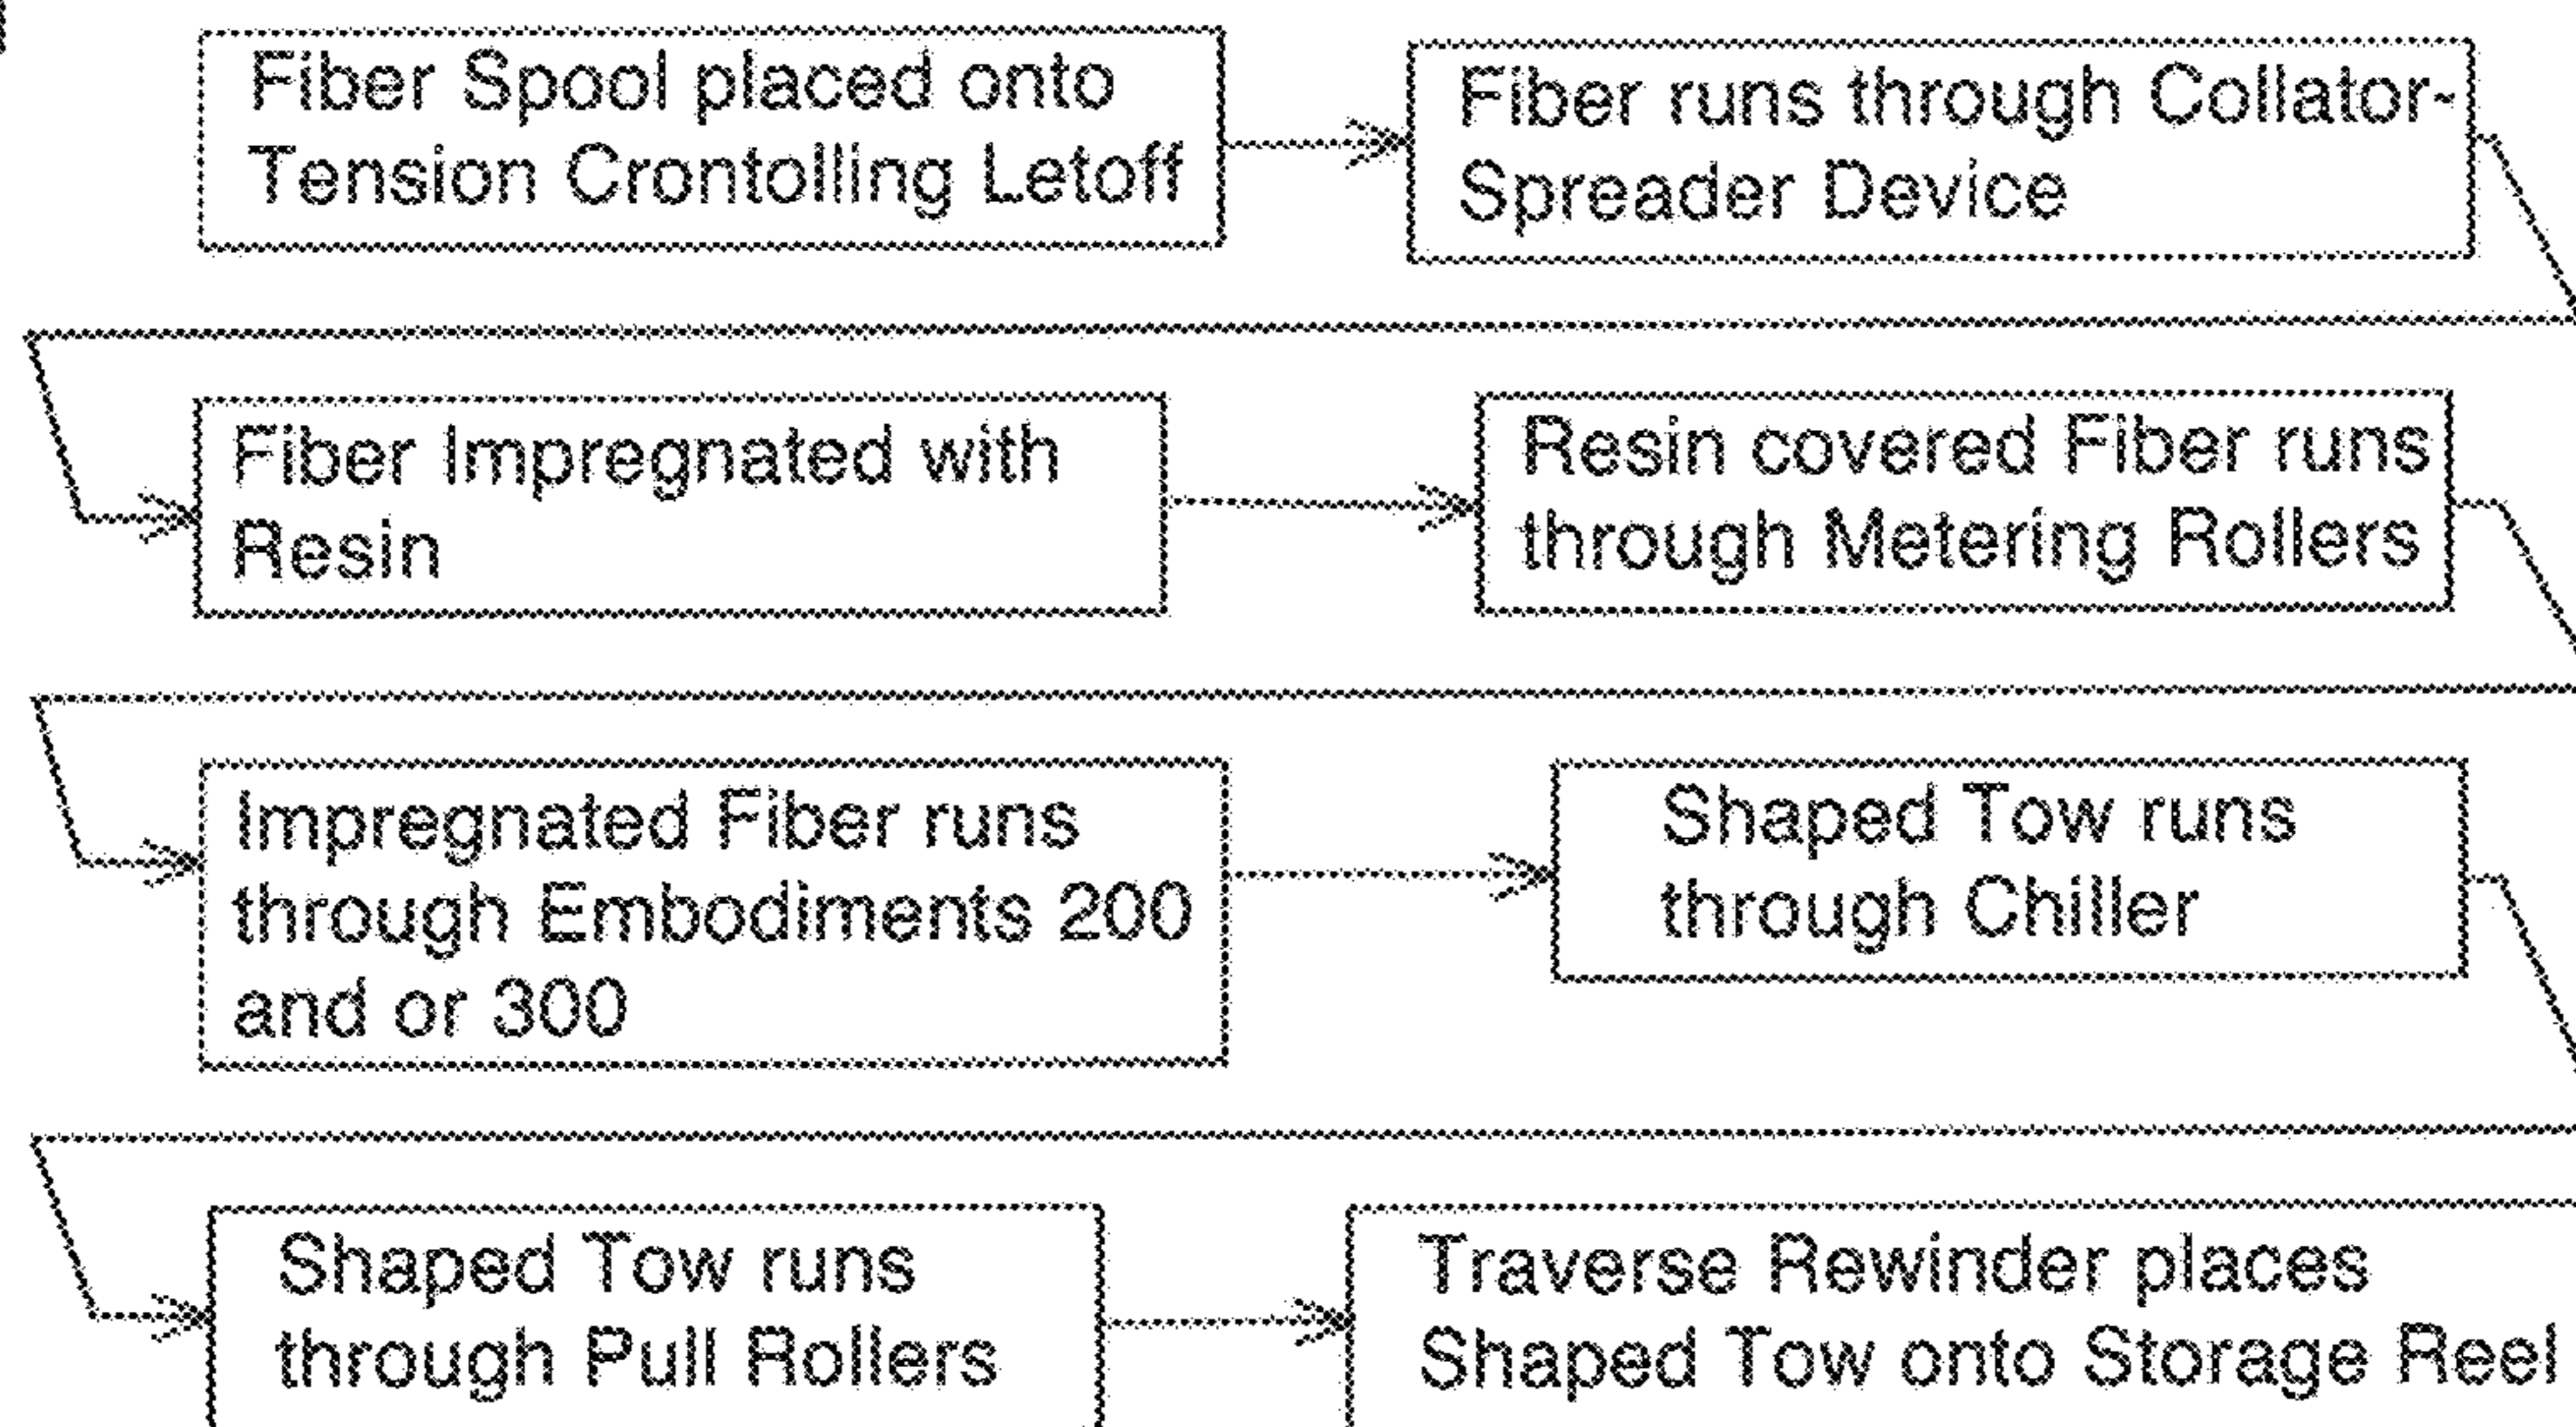 Fiber Spool placed onto
Tension Crontolling Letoff
Fiber runs through Collator-
Spreader Device
Fiber Impregnated with
Resin
Resin covered Fiber runs
through Metering Rollers
Impregnated Fiber runs
through Embodiments 200
and or 300
Shaped Tow runs
through Chiller
Shaped Tow runs
through Pull Rollers
Traverse Rewinder places
Shaped Tow onto Storage Reel